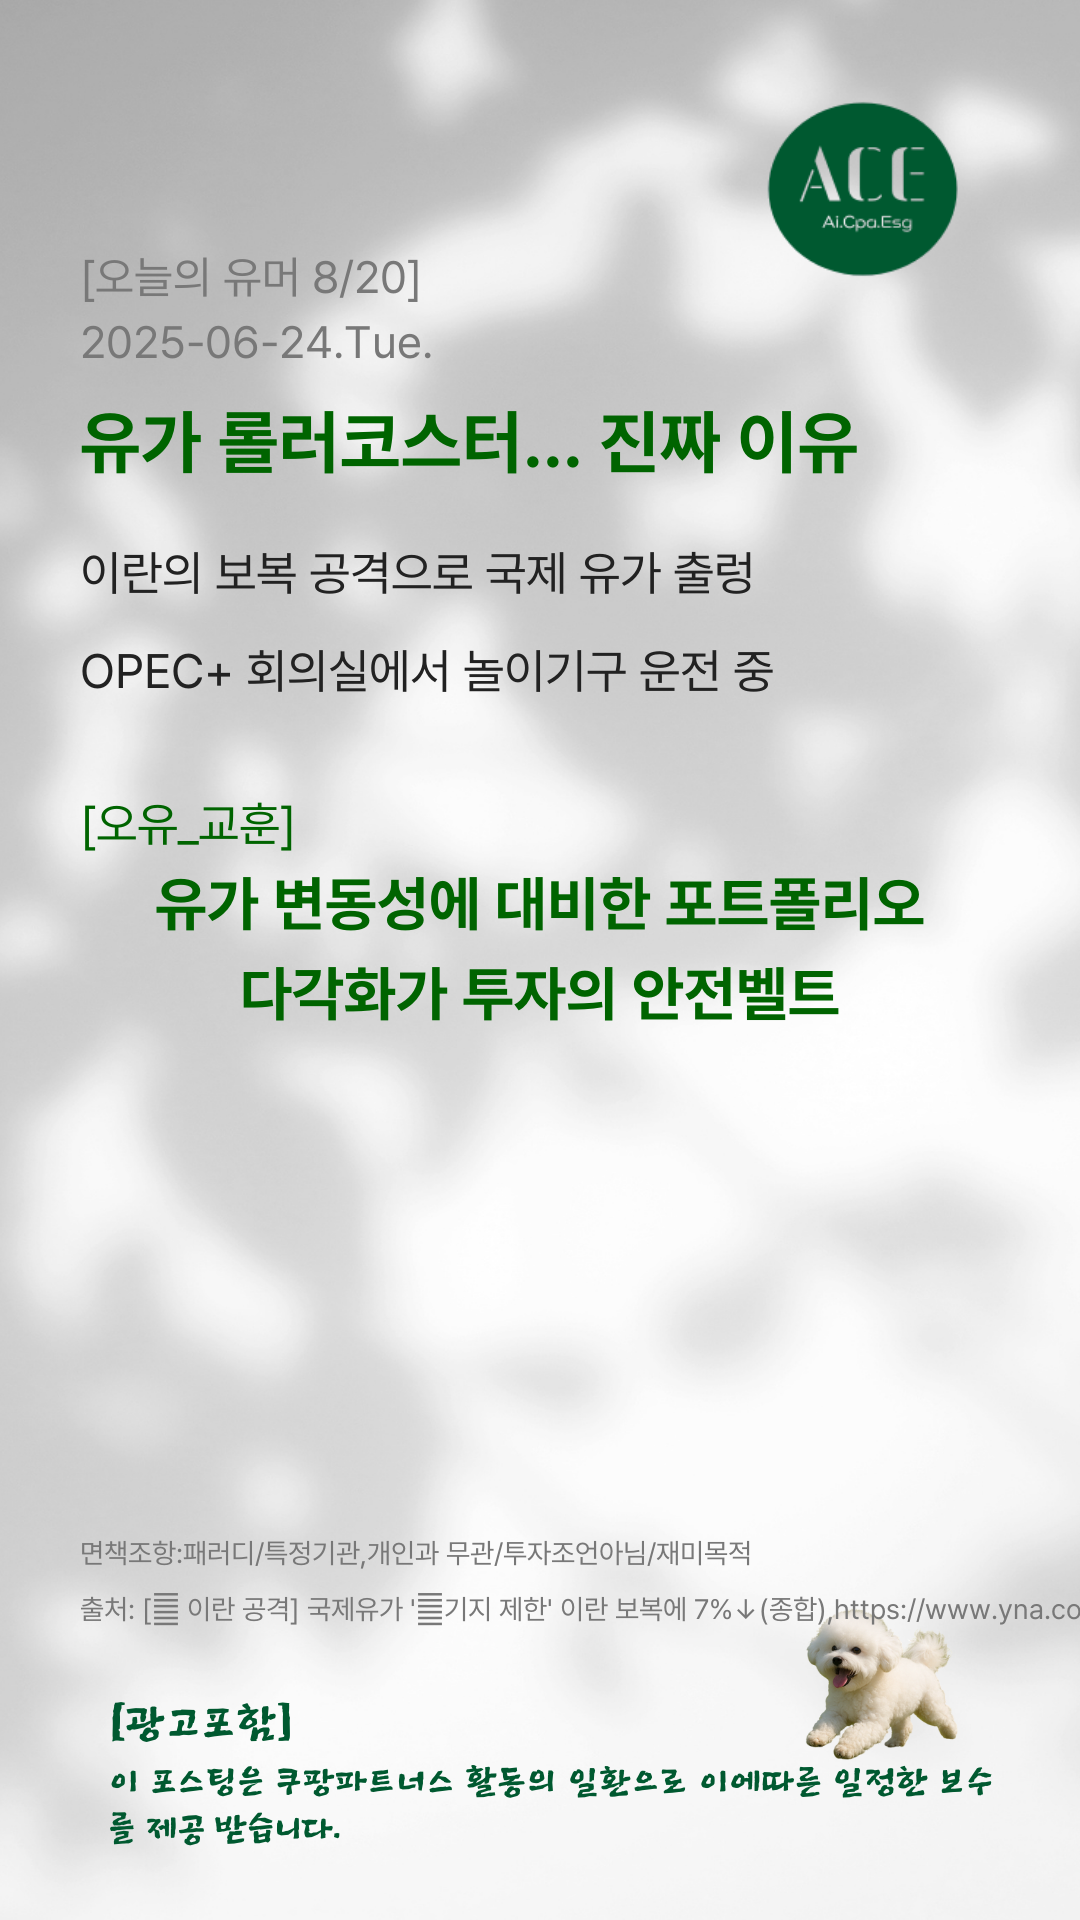 ACE
Ai.Cpa.Esg
[오늘의 유머 8/20]
2025-06-24.Tue.
유가 롤러코스터... 진짜 이유
이란의 보복 공격으로 국제 유가 출렁
OPEC+ 회의실에서 놀이기구 운전 중
[오유_교훈]
유가 변동성에 대비한 포트폴리오
다각화가 투자의 안전벨트
면책조항:패러디/특정기관,개인과 무관/투자조언아님/재미목적
출처: [ 이란 공격] 국제유가 '기지 제한' 이란 보복에 7%↓(종합),https://www.yna.co
[광고포함]
이 포스팅은 쿠팡파트너스 활동의 일환으로 이에따른 일정한 보수
를 제공 받습니다.